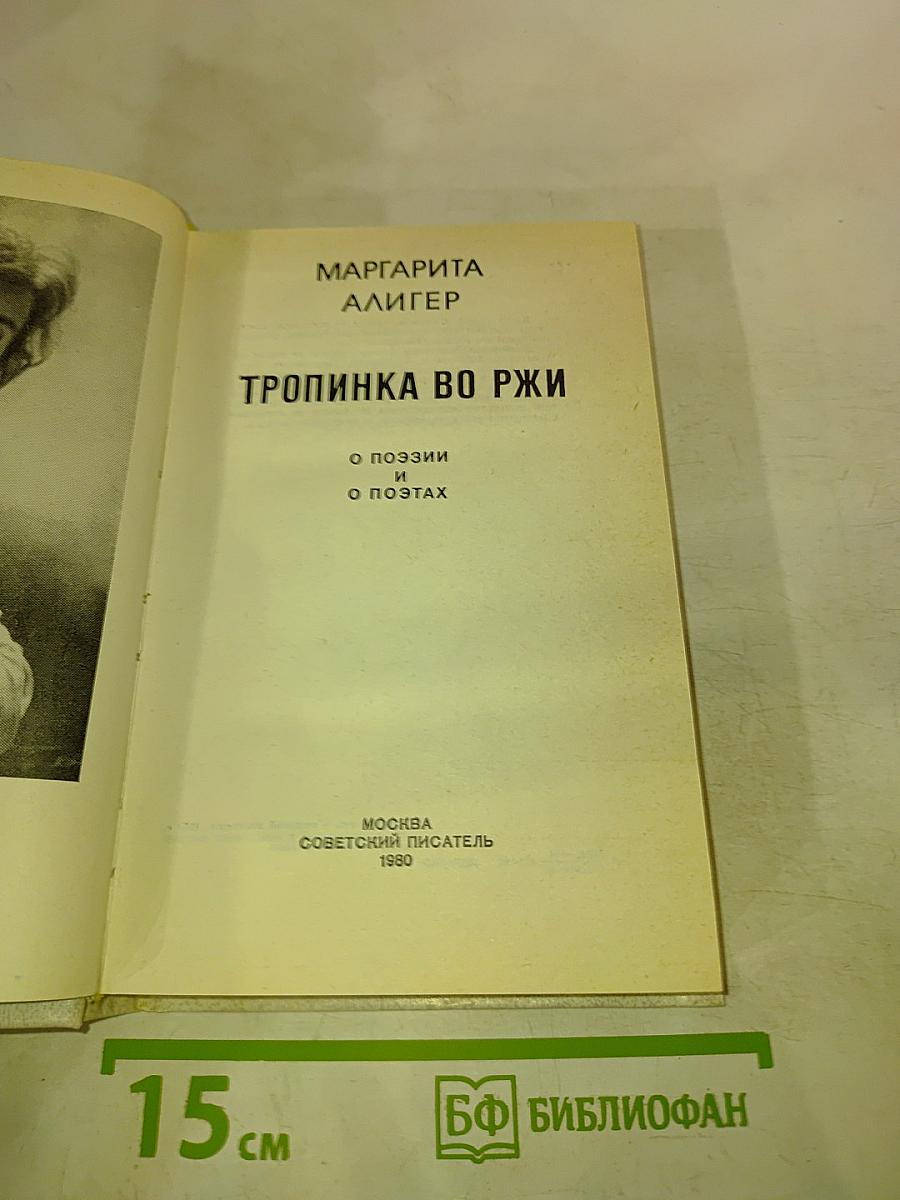 МАРГАРИТА
АЛИГЕР
ТРОПИНКА ВО РЖИ
О ПОЭЗИИ
И
О ПОЭТАХ
МОСКВА
СОВЕТСКИЙ ПИСАТЕЛЬ
1980
15 см
БФ БИБЛИОФАН